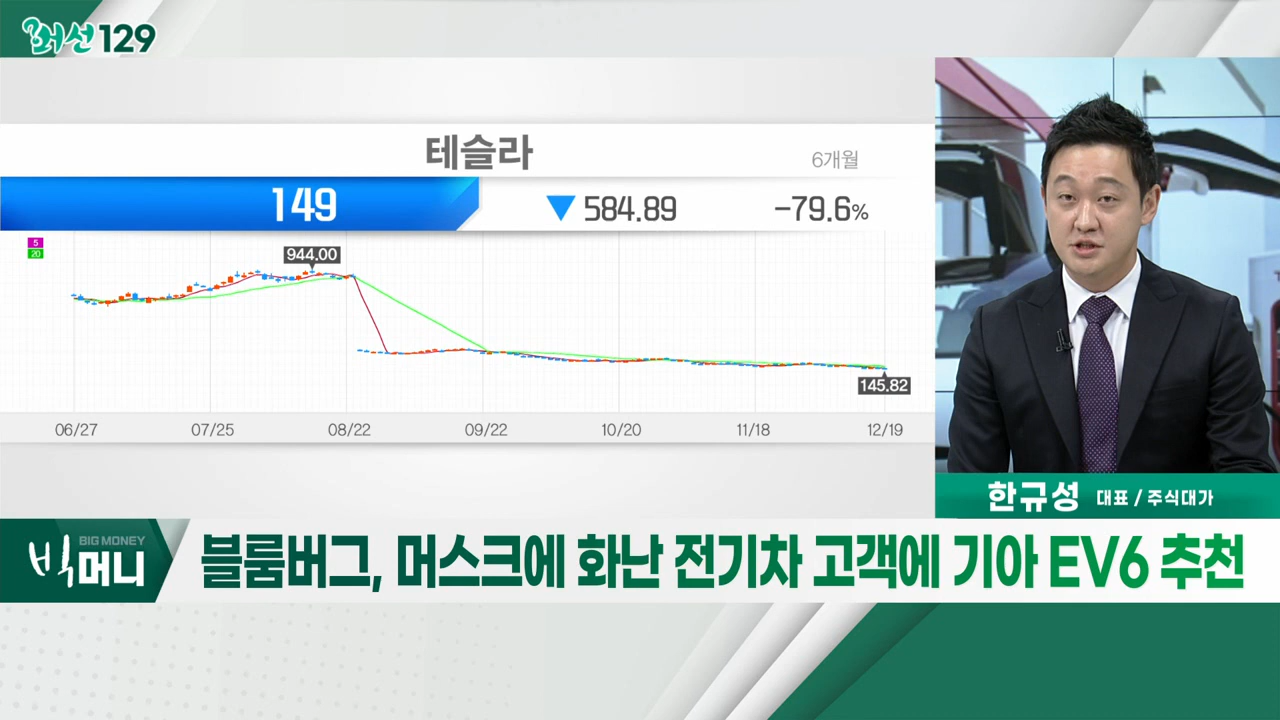 머선129
테슬라
6개월
149
▼ 584.89
-79.6%
5
20
944.00
145.82
06/27 07/25 08/22 09/22 10/20 11/18 12/19
한규성 대표 / 주식대가
BIG MONEY
빅머니
블룸버그, 머스크에 화난 전기차 고객에 기아 EV6 추천